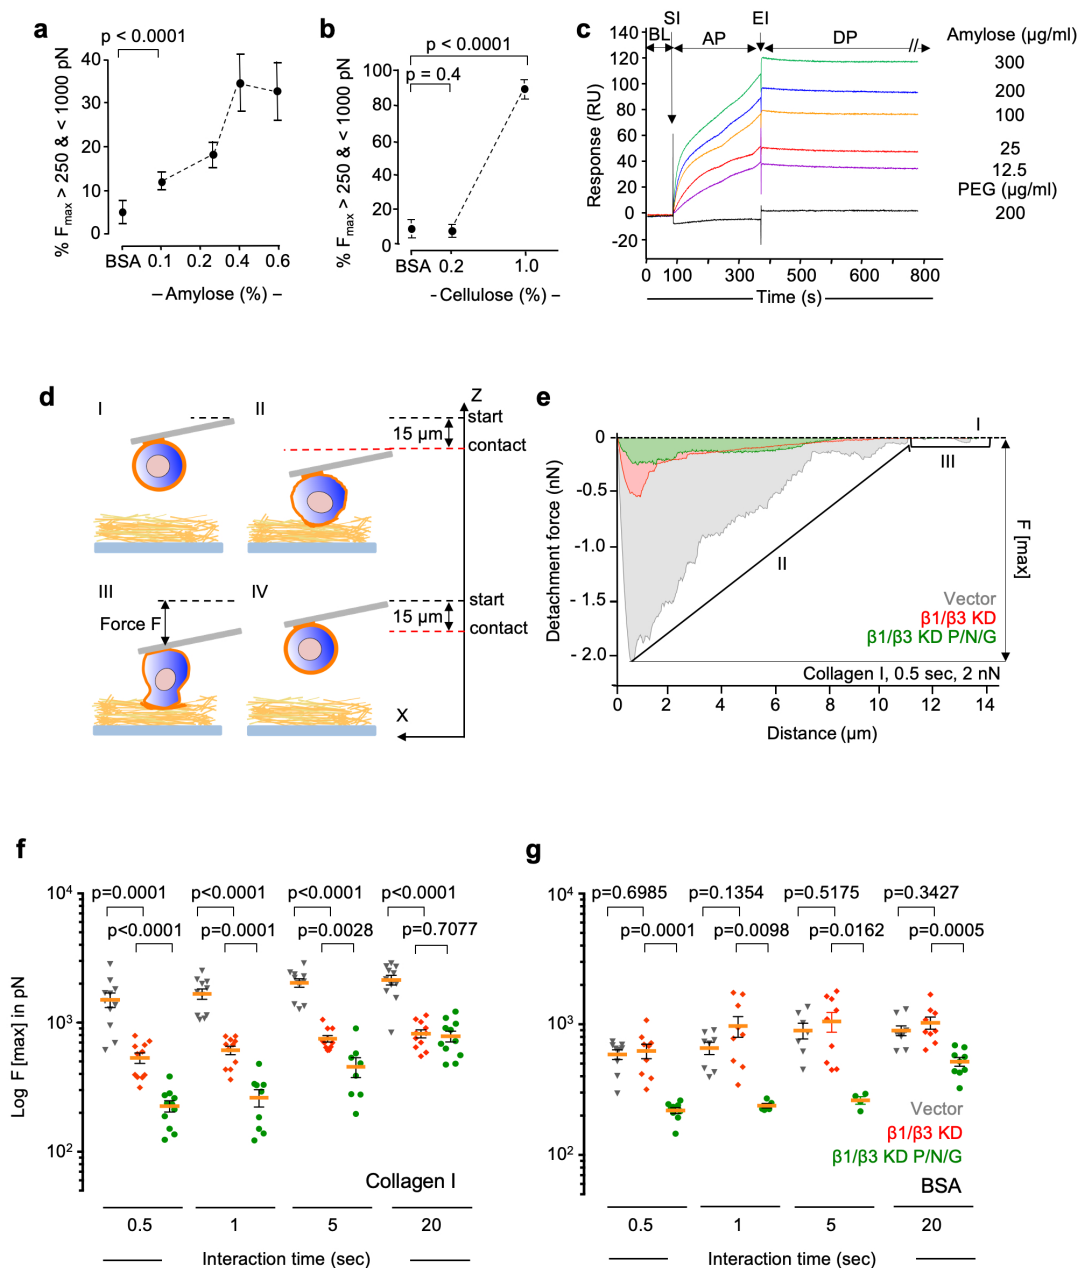 a
p < 0.0001
% Fmax > 250 & < 1000 pN
40
30
20
10
0
BSA 0.1 0.2 0.4 0.6
– Amylose (%) –
b
p < 0.0001
p = 0.4
% Fmax > 250 & < 1000 pN
100
80
60
40
20
0
BSA 0.2 1.0
- Cellulose (%) –
c
SI EI
BL AP DP //
Response (RU)
140
120
100
80
60
40
20
0
-20
0 100 300 500 600 800
Time (s)
Amylose (µg/ml)
300
200
100
25
12.5
PEG (µg/ml)
200
d
I II
Z
start
15 µm
contact
III IV
Force F
start
15 µm
contact
X
e
I
III
II
Detachment force (nN)
0
-0.5
-1.0
-1.5
-2.0
F [max]
Vector
β1/β3 KD
β1/β3 KD P/N/G
Collagen I, 0.5 sec, 2 nN
0 2 4 6 8 10 12 14
Distance (µm)
f
p=0.0001 p<0.0001 p<0.0001 p<0.0001
p<0.0001 p=0.0001 p=0.0028 p=0.7077
Log F [max] in pN
10⁴
10³
10²
Collagen I
0.5 1 5 20
Interaction time (sec)
g
p=0.6985 p=0.1354 p=0.5175 p=0.3427
p=0.0001 p=0.0098 p=0.0162 p=0.0005
10⁴
10³
10²
Vector
β1/β3 KD
β1/β3 KD P/N/G
BSA
0.5 1 5 20
Interaction time (sec)